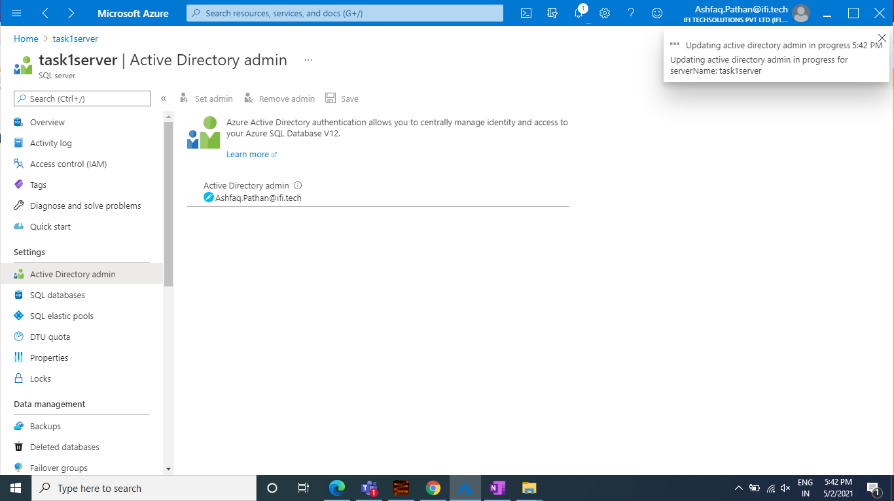 Microsoft Azure
Search resources, services, and docs (G+/)
1
Ashfaq.Pathan@ifi.tech
IFI TECHSOLUTIONS PVT LTD (IFI....
Home > task1server
task1server | Active Directory admin ...
SQL server
Updating active directory admin in progress 5:42 PM
Updating active directory admin in progress for
serverName: task1server
Search (Ctrl+/)
«
Set admin
Remove admin
Save
Overview
Activity log
Access control (IAM)
Tags
Diagnose and solve problems
Quick start
Settings
Active Directory admin
SQL databases
SQL elastic pools
DTU quota
Properties
Locks
Data management
Backups
Deleted databases
Failover groups
Azure Active Directory authentication allows you to centrally manage identity and access to
your Azure SQL Database V12.
Learn more
Active Directory admin
Ashfaq.Pathan@ifi.tech
Type here to search
ENG
IN
5:42 PM
5/2/2021
1